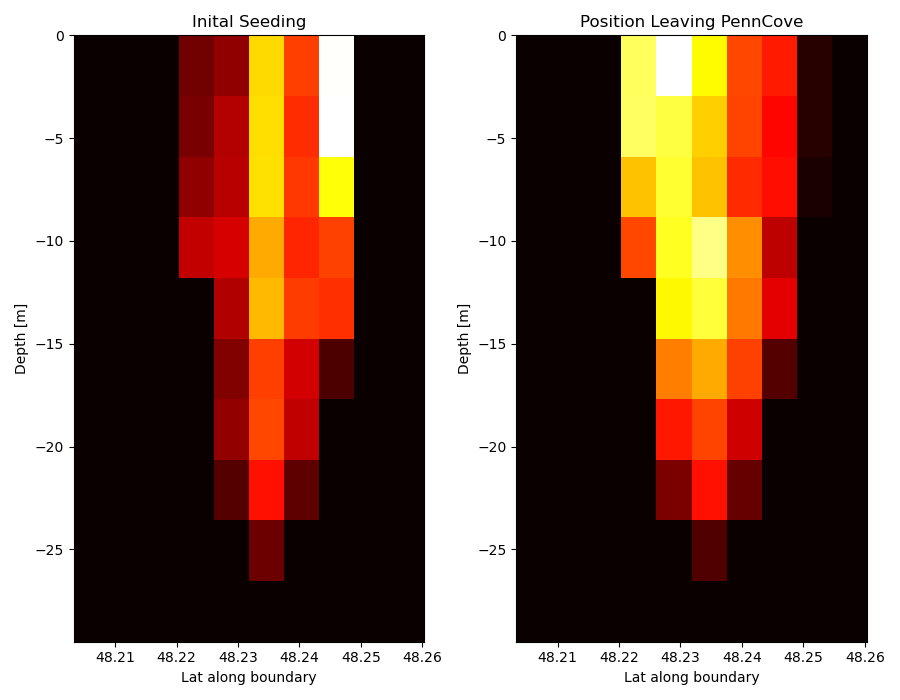 Inital Seeding
Position Leaving PennCove
0
−5
−10
−15
−20
−25
Depth [m]
48.21 48.22 48.23 48.24 48.25 48.26
Lat along boundary
0
−5
−10
−15
−20
−25
Depth [m]
48.21 48.22 48.23 48.24 48.25 48.26
Lat along boundary